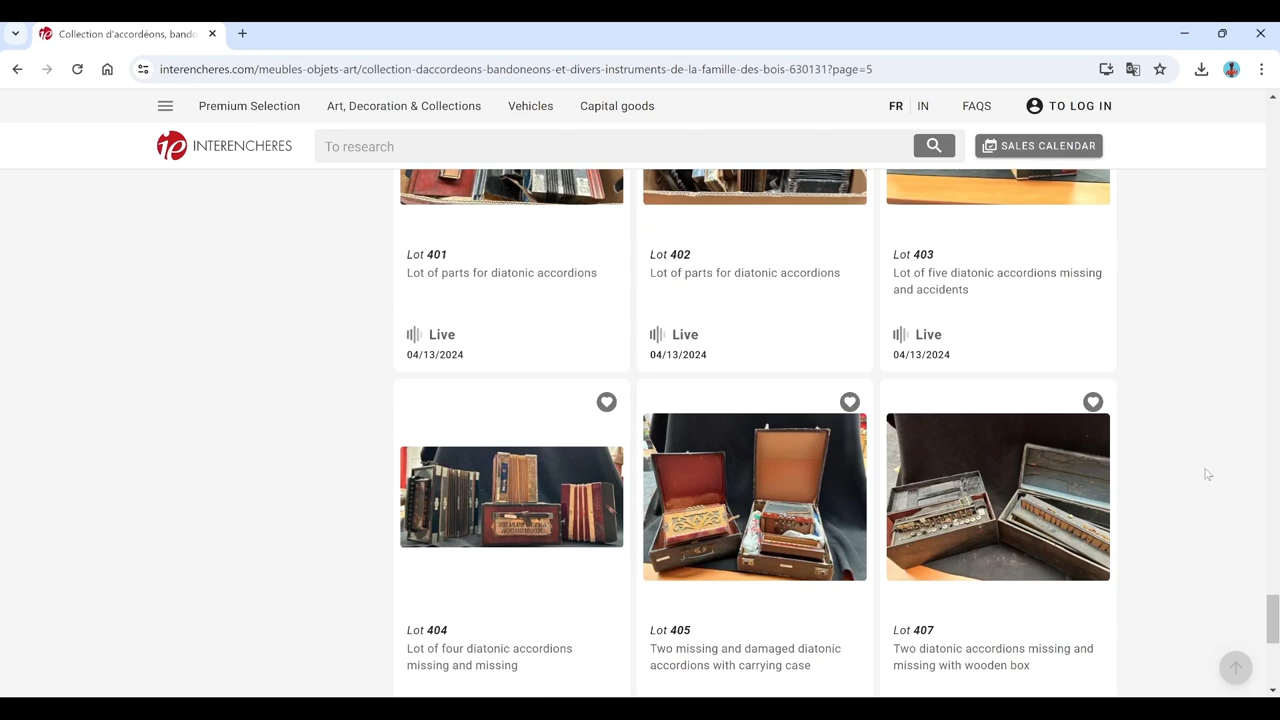 Collection d'accordéons, bando
interencheres.com/meubles-objets-art/collection-daccordeons-bandoneons-et-divers-instruments-de-la-famille-des-bois-630131?page=5
Premium Selection Art, Decoration & Collections Vehicles Capital goods FR IN FAQS TO LOG IN
INTERENCHERES To research SALES CALENDAR
Lot 401
Lot of parts for diatonic accordions
Live
04/13/2024
Lot 402
Lot of parts for diatonic accordions
Live
04/13/2024
Lot 403
Lot of five diatonic accordions missing
and accidents
Live
04/13/2024
Lot 404
Lot of four diatonic accordions
missing and missing
Lot 405
Two missing and damaged diatonic
accordions with carrying case
Lot 407
Two diatonic accordions missing and
missing with wooden box